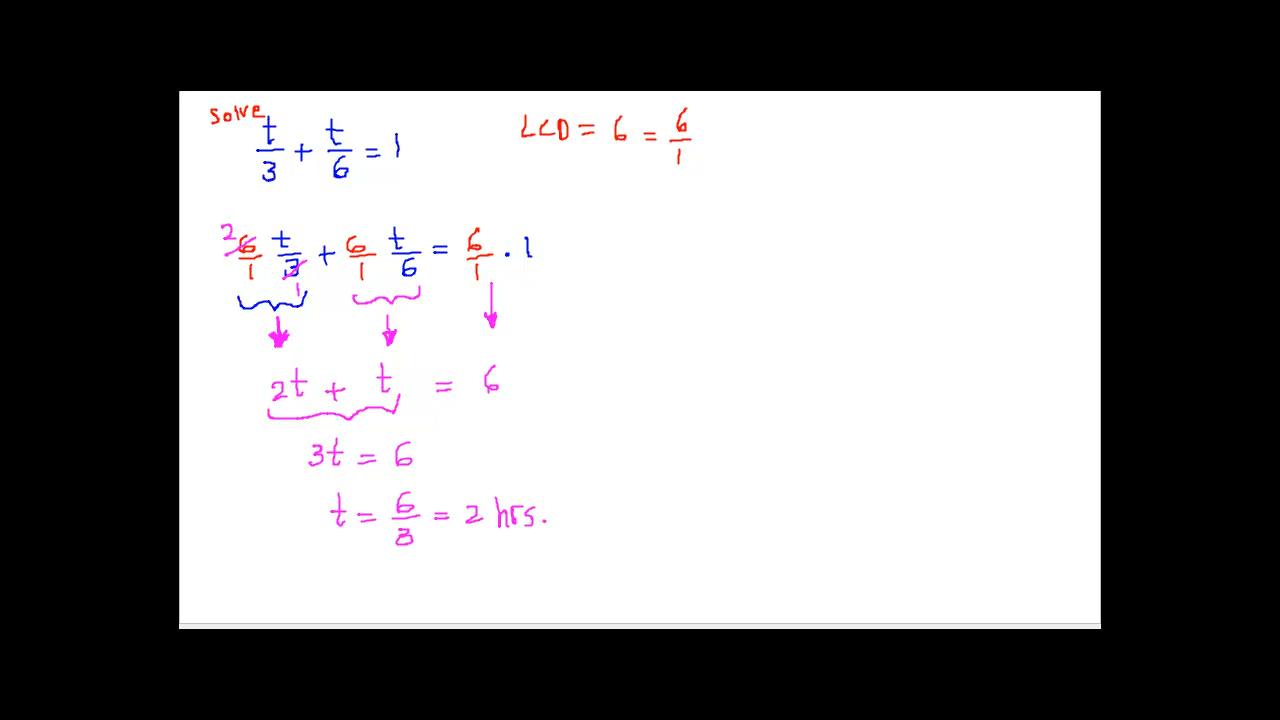 Solve
t/3 + t/6 = 1
LCD = 6 = 6/1
2 6/1 t/3 1 + 6/1 t/6 = 6/1 . 1
2t + t = 6
3t = 6
t = 6/3 = 2 hrs.